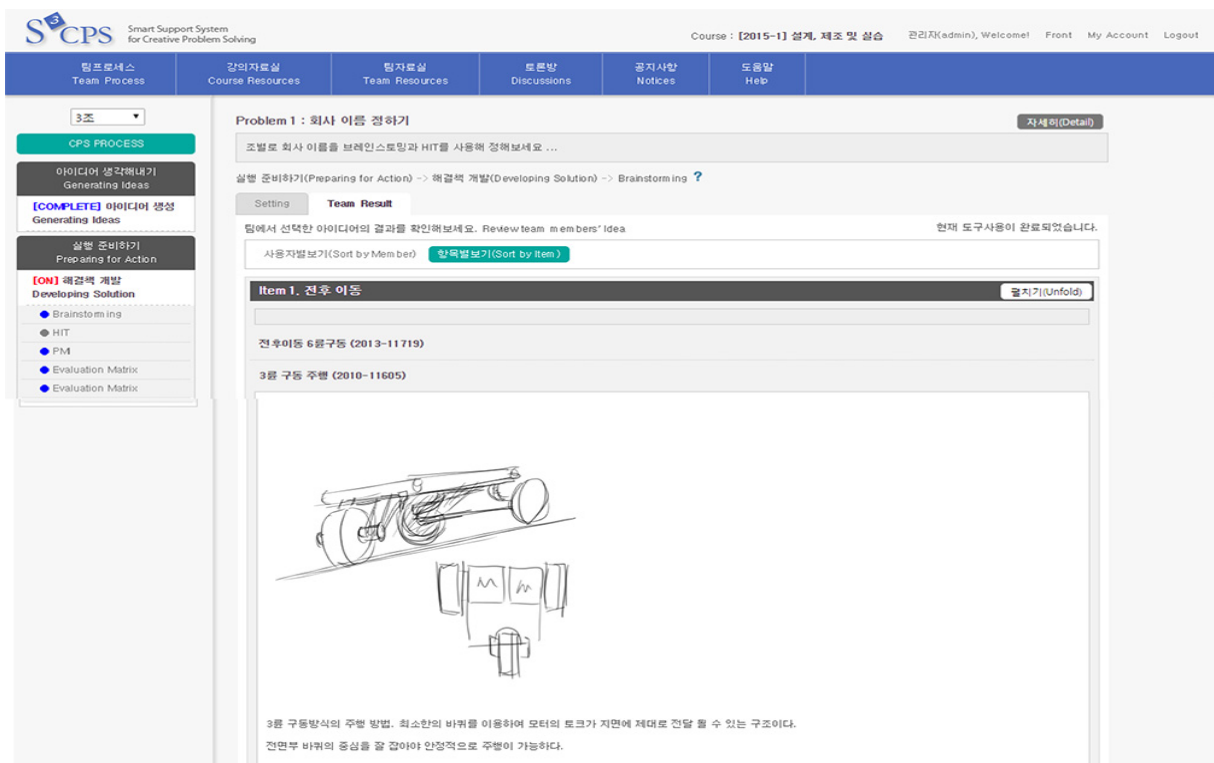 S3CPS Smart Support System
for Creative Problem Solving
Course : [2015-1] 설계, 제조 및 실습 관리자(admin), Welcome! Front My Account Logout
팀프로세스 강의자료실 팀자료실 토론방 공지사항 도움말
Team Process Course Resources Team Resources Discussions Notices Help
3조
CPS PROCESS
아이디어 생각해내기
Generating Ideas
[COMPLETE] 아이디어 생성
Generating Ideas
실행 준비하기
Preparing for Action
[ON] 해결책 개발
Developing Solution
Brainstorming
HIT
PMI
Evaluation Matrix
Evaluation Matrix
Problem 1 : 회사 이름 정하기
자세히(Detail)
조별로 회사 이름을 브레인스토밍과 HIT를 사용해 정해보세요 ...
실행 준비하기(Preparing for Action) -> 해결책 개발(Developing Solution) -> Brainstorming ?
Setting Team Result
팀에서 선택한 아이디어의 결과를 확인해보세요. Review team members' Idea
현재 도구사용이 완료되었습니다.
사용자별보기(Sort by Member) 항목별보기(Sort by Item)
Item 1. 전후 이동
펼치기(Unfold)
전후이동 6륜구동 (2013-11719)
3륜 구동 주행 (2010-11605)
M M
3륜 구동방식의 주행 방법. 최소한의 바퀴를 이용하여 모터의 토크가 지면에 제대로 전달 될 수 있는 구조이다.
전면부 바퀴의 중심을 잘 잡아야 안정적으로 주행이 가능하다.